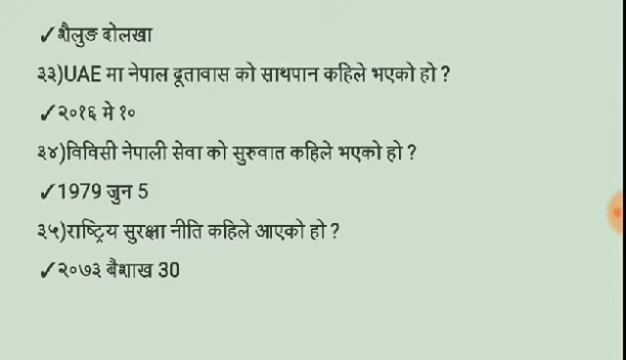 ✓शैलुङ दोलखा
३३)UAE मा नेपाल दूतावास को साथपान कहिले भएको हो ?
✓२०१६ मे १०
३४)विविसी नेपाली सेवा को सुरुवात कहिले भएको हो ?
✓1979 जुन 5
३५)राष्ट्रिय सुरक्षा नीति कहिले आएको हो ?
✓२०७३ बैशाख 30